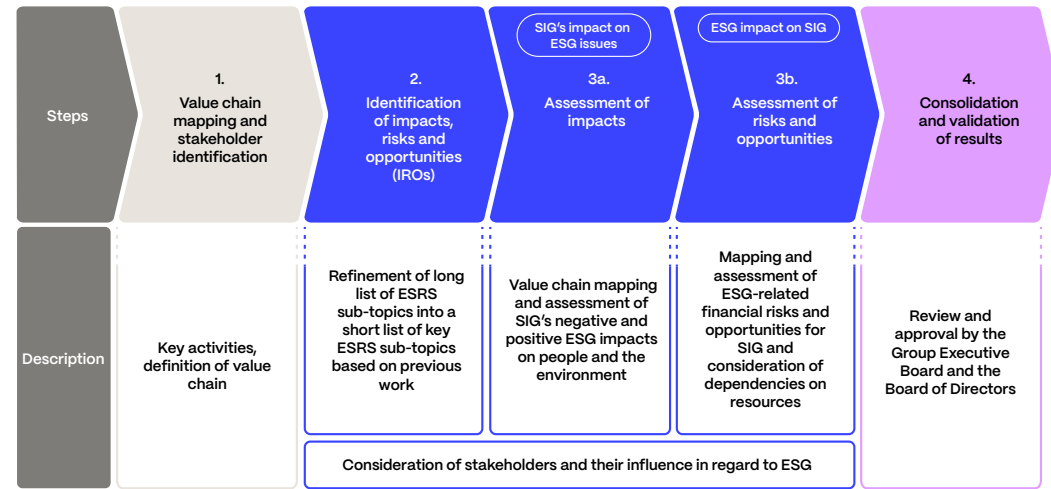 Steps
1.
Value chain
mapping and
stakeholder
identification
2.
Identification
of impacts,
risks and
opportunities
(IROs)
SIG's impact on
ESG issues
3a.
Assessment of
impacts
ESG impact on SIG
3b.
Assessment of
risks and
opportunities
4.
Consolidation
and validation
of results
Description
Key activities,
definition of value
chain
Refinement of long
list of ESRS
sub-topics into a
short list of key
ESRS sub-topics
based on previous
work
Value chain mapping
and assessment of
SIG's negative and
positive ESG impacts
on people and the
environment
Mapping and
assessment of
ESG-related
financial risks and
opportunities for
SIG and
consideration of
dependencies on
resources
Review and
approval by the
Group Executive
Board and the
Board of Directors
Consideration of stakeholders and their influence in regard to ESG